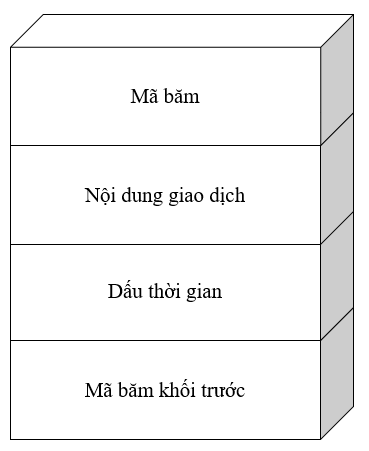 Mã băm
Nội dung giao dịch
Dấu thời gian
Mã băm khối trước